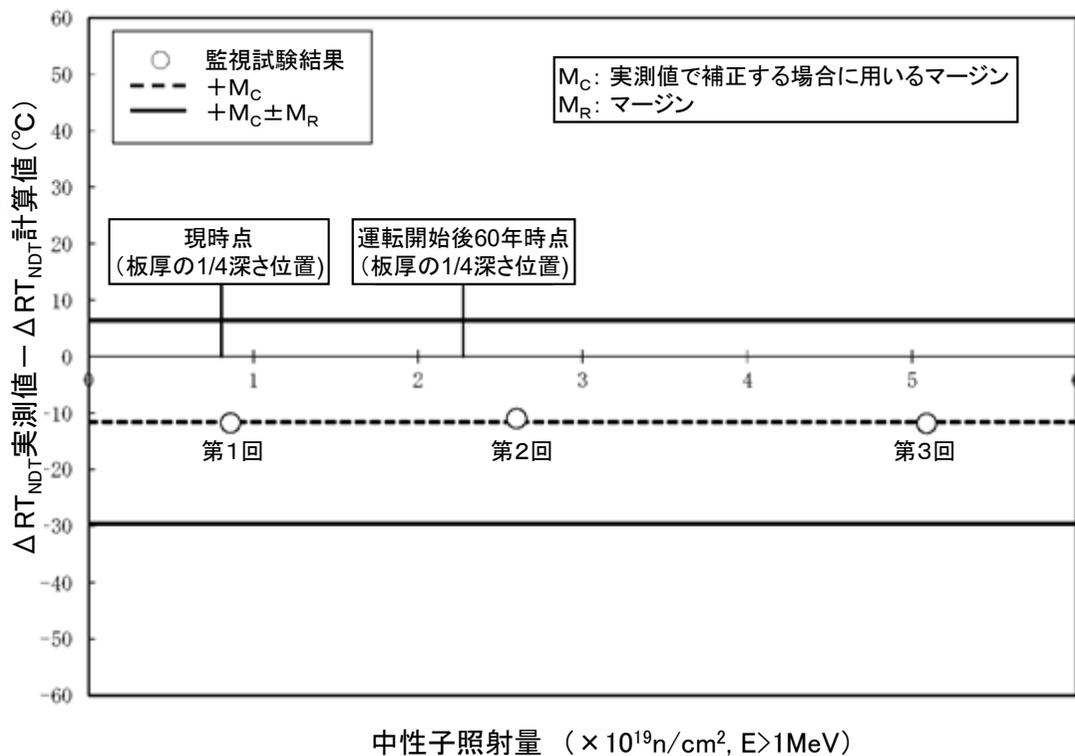 ΔRT_NDT実測値-ΔRT_NDT計算値(℃)
60
50
40
30
20
10
0
-10
-20
-30
-40
-50
-60
監視試験結果
+M_C
+M_C±M_R
M_C: 実測値で補正する場合に用いるマージン
M_R: マージン
現時点
(板厚の1/4深さ位置)
運転開始後60年時点
(板厚の1/4深さ位置)
0
1
2
3
4
5
6
第1回
第2回
第3回
中性子照射量 (×10¹⁹n/cm², E>1MeV)